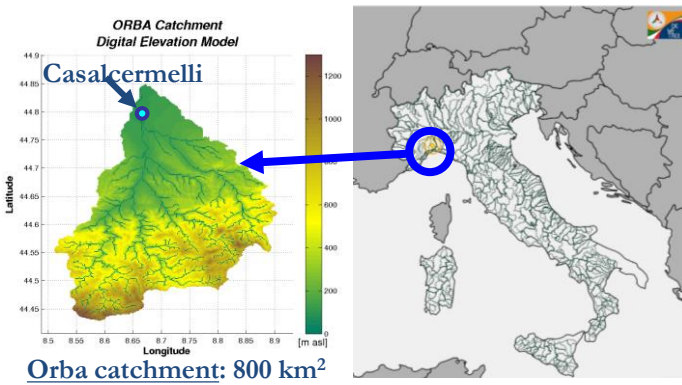 ORBA Catchment
Digital Elevation Model
44.9
Casalcermelli
44.85
44.8
44.75
44.7
44.65
44.6
44.55
44.5
44.45
Latitude
1200
1000
800
600
400
200
0
[m asl]
8.5 8.55 8.6 8.65 8.7 8.75 8.8 8.85 8.9
Longitude
Orba catchment: 800 km²